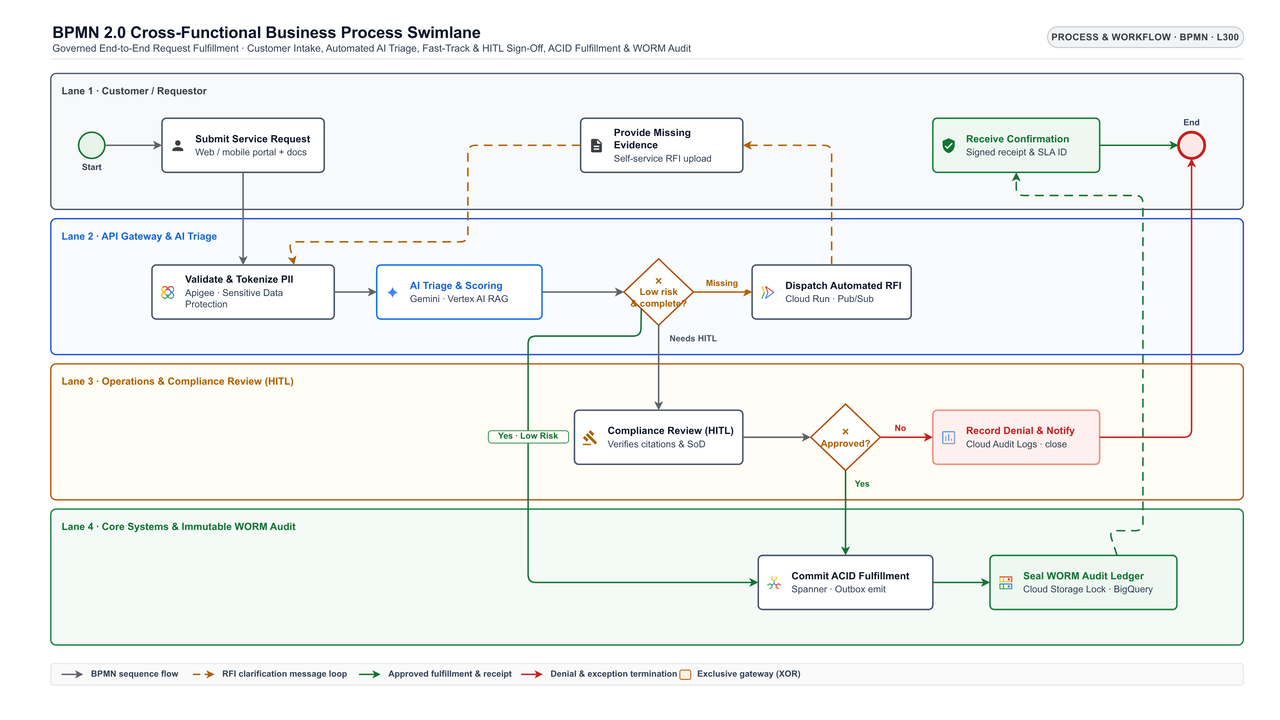 BPMN 2.0 Cross-Functional Business Process Swimlane
Governed End-to-End Request Fulfillment · Customer Intake, Automated AI Triage, Fast-Track & HITL Sign-Off, ACID Fulfillment & WORM Audit
PROCESS & WORKFLOW · BPMN · L300
Lane 1 · Customer / Requestor
Start
Submit Service Request
Web / mobile portal + docs
Provide Missing
Evidence
Self-service RFI upload
Receive Confirmation
Signed receipt & SLA ID
End
Lane 2 · API Gateway & AI Triage
Validate & Tokenize PII
Apigee · Sensitive Data
Protection
AI Triage & Scoring
Gemini · Vertex AI RAG
×
Low risk
& complete?
Missing
Dispatch Automated RFI
Cloud Run · Pub/Sub
Needs HITL
Lane 3 · Operations & Compliance Review (HITL)
Yes · Low Risk
Compliance Review (HITL)
Verifies citations & SoD
×
Approved?
No
Record Denial & Notify
Cloud Audit Logs · close
Yes
Lane 4 · Core Systems & Immutable WORM Audit
Commit ACID Fulfillment
Spanner · Outbox emit
Seal WORM Audit Ledger
Cloud Storage Lock · BigQuery
BPMN sequence flow
RFI clarification message loop
Approved fulfillment & receipt
Denial & exception termination
Exclusive gateway (XOR)